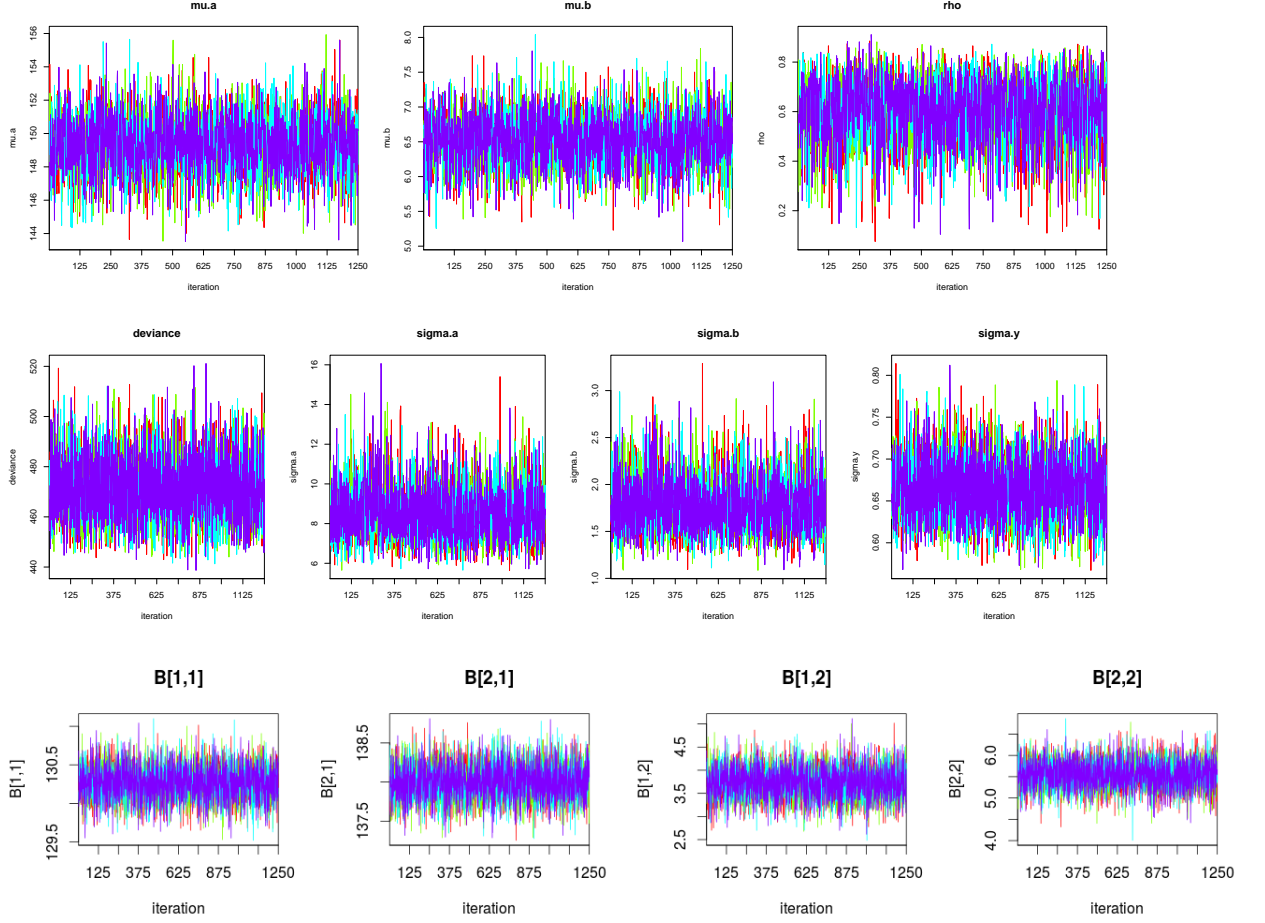 mu.a mu.b rho
156 154 152 150 148 146 144
mu.a
125 250 375 500 625 750 875 1000 1125 1250
iteration
8.0 7.5 7.0 6.5 6.0 5.5 5.0
mu.b
125 250 375 500 625 750 875 1000 1125 1250
iteration
0.8 0.6 0.4 0.2
rho
125 250 375 500 625 750 875 1000 1125 1250
iteration
deviance sigma.a sigma.b sigma.y
520 500 480 460 440
deviance
125 375 625 875 1125
iteration
16 14 12 10 8 6
sigma.a
125 375 625 875 1125
iteration
3.0 2.5 2.0 1.5 1.0
sigma.b
125 375 625 875 1125
iteration
0.80 0.75 0.70 0.65 0.60
sigma.y
125 375 625 875 1125
iteration
B[1,1] B[2,1] B[1,2] B[2,2]
130.5 129.5
B[1,1]
125 375 625 875 1250
iteration
138.5 137.5
B[2,1]
125 375 625 875 1250
iteration
4.5 3.5 2.5
B[1,2]
125 375 625 875 1250
iteration
6.0 5.0 4.0
B[2,2]
125 375 625 875 1250
iteration